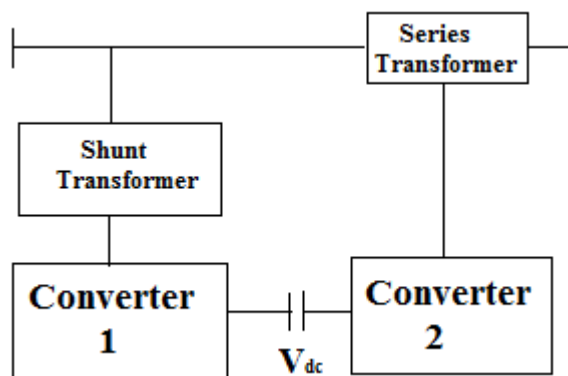 Series
Transformer
Shunt
Transformer
Converter
1
Converter
2
Vdc